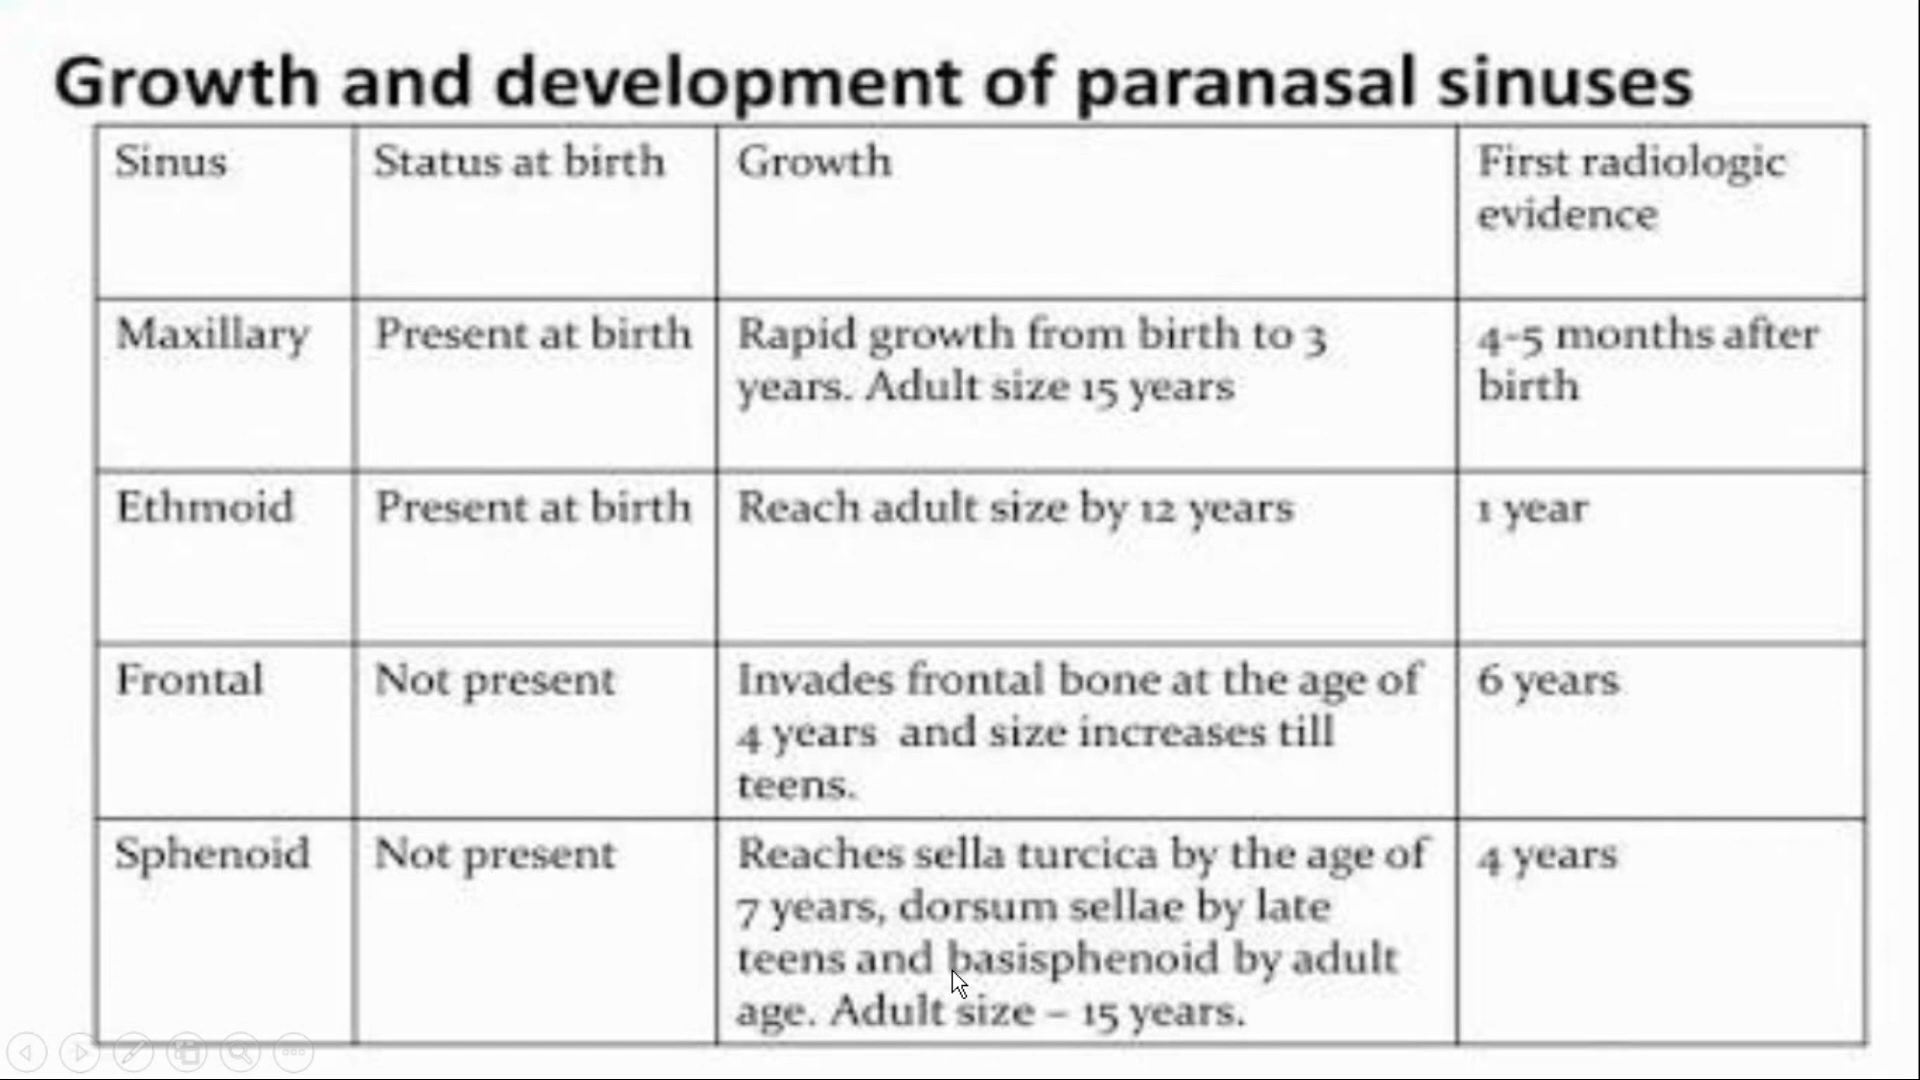 Growth and development of paranasal sinuses
Sinus
Status at birth
Growth
First radiologic
evidence
Maxillary
Present at birth
Rapid growth from birth to 3
years. Adult size 15 years
4-5 months after
birth
Ethmoid
Present at birth
Reach adult size by 12 years
1 year
Frontal
Not present
Invades frontal bone at the age of
4 years and size increases till
teens.
6 years
Sphenoid
Not present
Reaches sella turcica by the age of
7 years, dorsum sellae by late
teens and basisphenoid by adult
age. Adult size – 15 years.
4 years